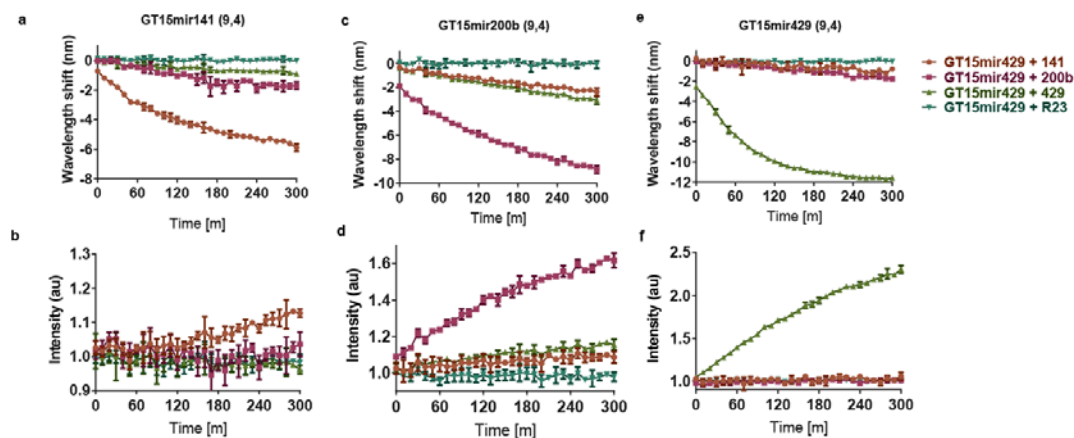 a
GT15mir141 (9,4)
Wavelength shift (nm)
0
-2
-4
-6
-8
0 60 120 180 240 300
Time [m]
c
GT15mir200b (9,4)
Wavelength shift (nm)
0
-2
-4
-6
-8
-10
0 60 120 180 240 300
Time [m]
e
GT15mir429 (9,4)
Wavelength shift (nm)
0
-2
-4
-6
-8
-10
-12
0 60 120 180 240 300
Time [m]
GT15mir429 + 141
GT15mir429 + 200b
GT15mir429 + 429
GT15mir429 + R23
b
Intensity (au)
1.3
1.2
1.1
1.0
0.9
0 60 120 180 240 300
Time [m]
d
Intensity (au)
1.6
1.4
1.2
1.0
0 60 120 180 240 300
Time [m]
f
Intensity (au)
2.5
2.0
1.5
1.0
0 60 120 180 240 300
Time [m]